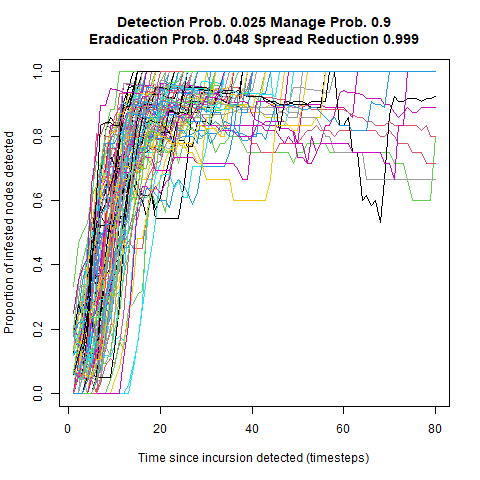 Detection Prob. 0.025 Manage Prob. 0.9
Eradication Prob. 0.048 Spread Reduction 0.999
Proportion of infested nodes detected
1.0
0.8
0.6
0.4
0.2
0.0
0 20 40 60 80
Time since incursion detected (timesteps)